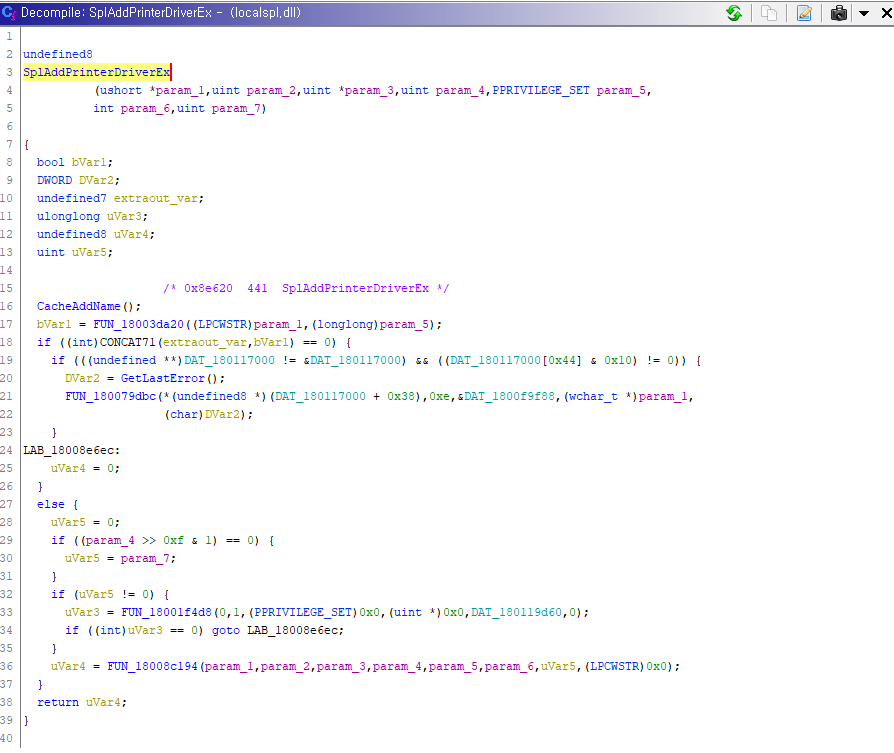 Decompile: SplAddPrinterDriverEx - (localspl.dll)
1
2 undefined8
3 SplAddPrinterDriverEx
4 (ushort *param_1,uint param_2,uint *param_3,uint param_4,PPRIVILEGE_SET param_5,
5 int param_6,uint param_7)
6
7 {
8 bool bVar1;
9 DWORD DVar2;
10 undefined7 extraout_var;
11 ulonglong uVar3;
12 undefined8 uVar4;
13 uint uVar5;
14
15 /* 0x8e620 441 SplAddPrinterDriverEx */
16 CacheAddName();
17 bVar1 = FUN_18003da20((LPCWSTR)param_1,(longlong)param_5);
18 if ((int)CONCAT71(extraout_var,bVar1) == 0) {
19 if (((undefined **)DAT_180117000 != &DAT_180117000) && ((DAT_180117000[0x44] & 0x10) != 0)) {
20 DVar2 = GetLastError();
21 FUN_180079dbc(*(undefined8 *)(DAT_180117000 + 0x38),0xe,&DAT_1800f9f88,(wchar_t *)param_1,
22 (char)DVar2);
23 }
24 LAB_18008e6ec:
25 uVar4 = 0;
26 }
27 else {
28 uVar5 = 0;
29 if ((param_4 >> 0xf & 1) == 0) {
30 uVar5 = param_7;
31 }
32 if (uVar5 != 0) {
33 uVar3 = FUN_18001f4d8(0,1,(PPRIVILEGE_SET)0x0,(uint *)0x0,DAT_180119d60,0);
34 if ((int)uVar3 == 0) goto LAB_18008e6ec;
35 }
36 uVar4 = FUN_18008c194(param_1,param_2,param_3,param_4,param_5,param_6,uVar5,(LPCWSTR)0x0);
37 }
38 return uVar4;
39 }
40